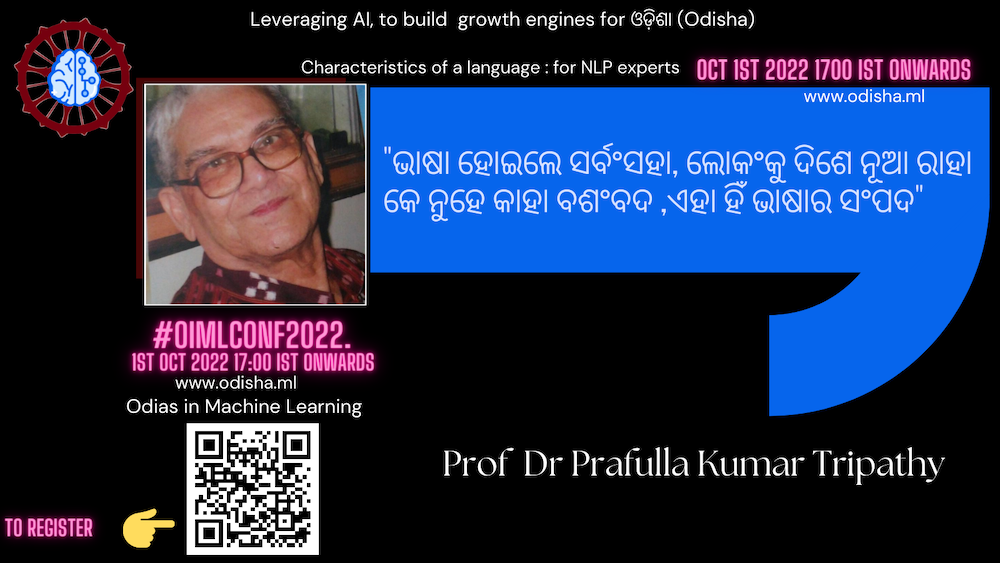 Leveraging AI, to build growth engines for ଓଡ଼ିଶା (Odisha)
Characteristics of a language : for NLP experts
OCT 1ST 2022 1700 IST ONWARDS
www.odisha.ml
"ଭାଷା ହୋଇଲେ ସର୍ବଂସହା, ଲୋକଂକୁ ଦିଶେ ନୂଆ ରାହା
କେ ନୁହେ କାହା ବଶଂବଦ ,ଏହା ହିଁ ଭାଷାର ସଂପଦ"
#OIMLCONF2022.
1ST OCT 2022 17:00 IST ONWARDS
www.odisha.ml
Odias in Machine Learning
Prof Dr Prafulla Kumar Tripathy
TO REGISTER